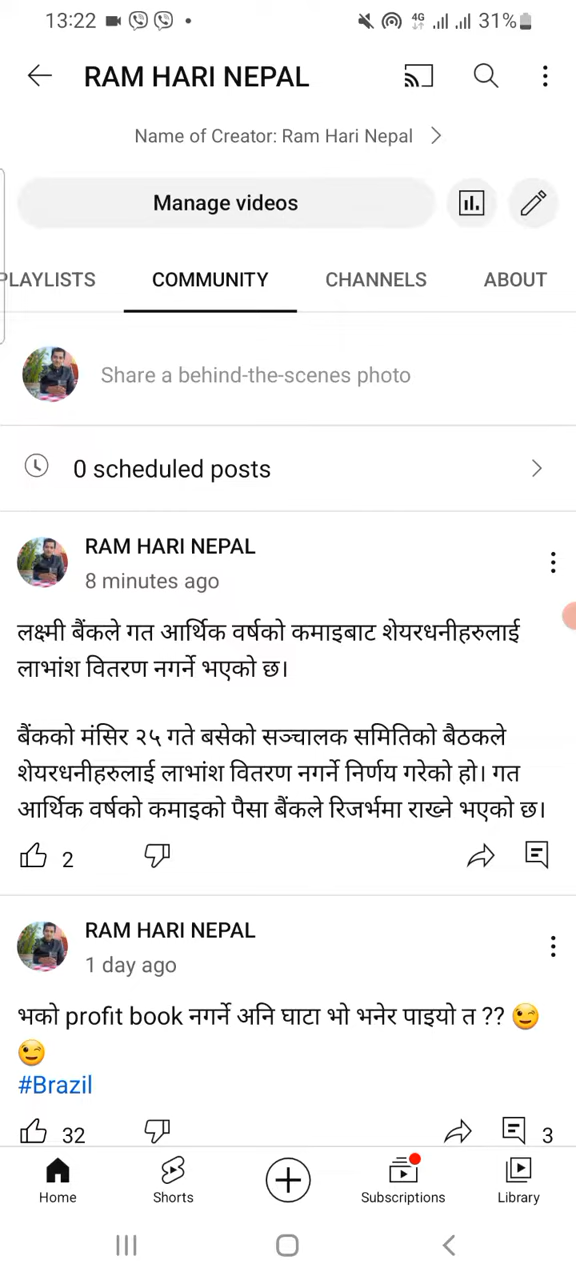 13:22 4G 31%
RAM HARI NEPAL
Name of Creator: Ram Hari Nepal
Manage videos
PLAYLISTS COMMUNITY CHANNELS ABOUT
Share a behind-the-scenes photo
0 scheduled posts
RAM HARI NEPAL
8 minutes ago
लक्ष्मी बैंकले गत आर्थिक वर्षको कमाइबाट शेयरधनीहरुलाई
लाभांश वितरण नगर्ने भएको छ।
बैंकको मंसिर २५ गते बसेको सञ्चालक समितिको बैठकले
शेयरधनीहरुलाई लाभांश वितरण नगर्ने निर्णय गरेको हो। गत
आर्थिक वर्षको कमाइको पैसा बैंकले रिजर्भमा राख्ने भएको छ।
2
RAM HARI NEPAL
1 day ago
भको profit book नगर्ने अनि घाटा भो भनेर पाइयो त ?? 😉
😉
#Brazil
32 3
Home Shorts Subscriptions Library